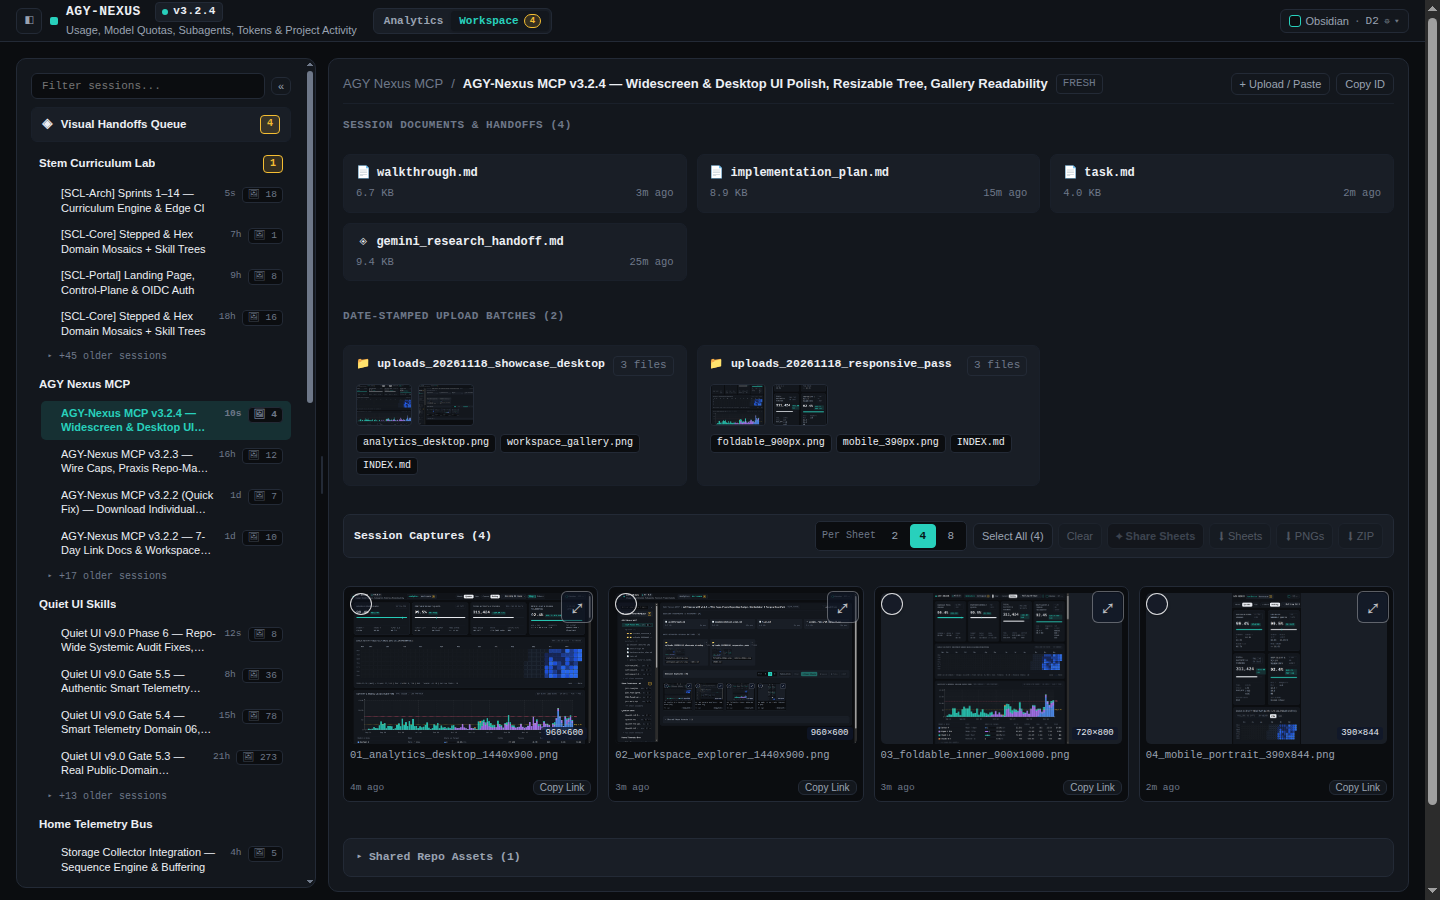 AGY-NEXUS
v3.2.4
Usage, Model Quotas, Subagents, Tokens & Project Activity
Analytics
Workspace 4
Obsidian · D2
Filter sessions...
«
Visual Handoffs Queue
4
Stem Curriculum Lab
1
[SCL-Arch] Sprints 1–14 —
Curriculum Engine & Edge CI
5s
18
[SCL-Core] Stepped & Hex
Domain Mosaics + Skill Trees
7h
1
[SCL-Portal] Landing Page,
Control-Plane & OIDC Auth
9h
8
[SCL-Core] Stepped & Hex
Domain Mosaics + Skill Trees
18h
16
+45 older sessions
AGY Nexus MCP
AGY-Nexus MCP v3.2.4 —
Widescreen & Desktop UI...
10s
4
AGY-Nexus MCP v3.2.3 —
Wire Caps, Praxis Repo-Ma...
16h
12
AGY-Nexus MCP v3.2.2 (Quick
Fix) — Download Individual...
1d
7
AGY-Nexus MCP v3.2.2 — 7-
Day Link Docs & Workspace...
1d
10
+17 older sessions
Quiet UI Skills
Quiet UI v9.0 Phase 6 — Repo-
Wide Systemic Audit Fixes,...
12s
8
Quiet UI v9.0 Gate 5.5 —
Authentic Smart Telemetry...
8h
36
Quiet UI v9.0 Gate 5.4 —
Smart Telemetry Domain 06,...
15h
78
Quiet UI v9.0 Gate 5.3 —
Real Public-Domain...
21h
273
+13 older sessions
Home Telemetry Bus
Storage Collector Integration —
Sequence Engine & Buffering
4h
5
AGY Nexus MCP / AGY-Nexus MCP v3.2.4 — Widescreen & Desktop UI Polish, Resizable Tree, Gallery Readability
FRESH
+ Upload / Paste
Copy ID
SESSION DOCUMENTS & HANDOFFS (4)
walkthrough.md
6.7 KB
3m ago
implementation_plan.md
8.9 KB
15m ago
task.md
4.0 KB
2m ago
gemini_research_handoff.md
9.4 KB
25m ago
DATE-STAMPED UPLOAD BATCHES (2)
uploads_20261118_showcase_desktop
3 files
analytics_desktop.png
workspace_gallery.png
INDEX.md
uploads_20261118_responsive_pass
3 files
foldable_900px.png
mobile_390px.png
INDEX.md
Session Captures (4)
Per Sheet 2 4 8
Select All (4)
Clear
Share Sheets
Sheets
PNGs
ZIP
960×600
01_analytics_desktop_1440x900.png
4m ago
Copy Link
960×600
02_workspace_explorer_1440x900.png
3m ago
Copy Link
720×800
03_foldable_inner_900x1000.png
3m ago
Copy Link
390×844
04_mobile_portrait_390x844.png
2m ago
Copy Link
Shared Repo Assets (1)